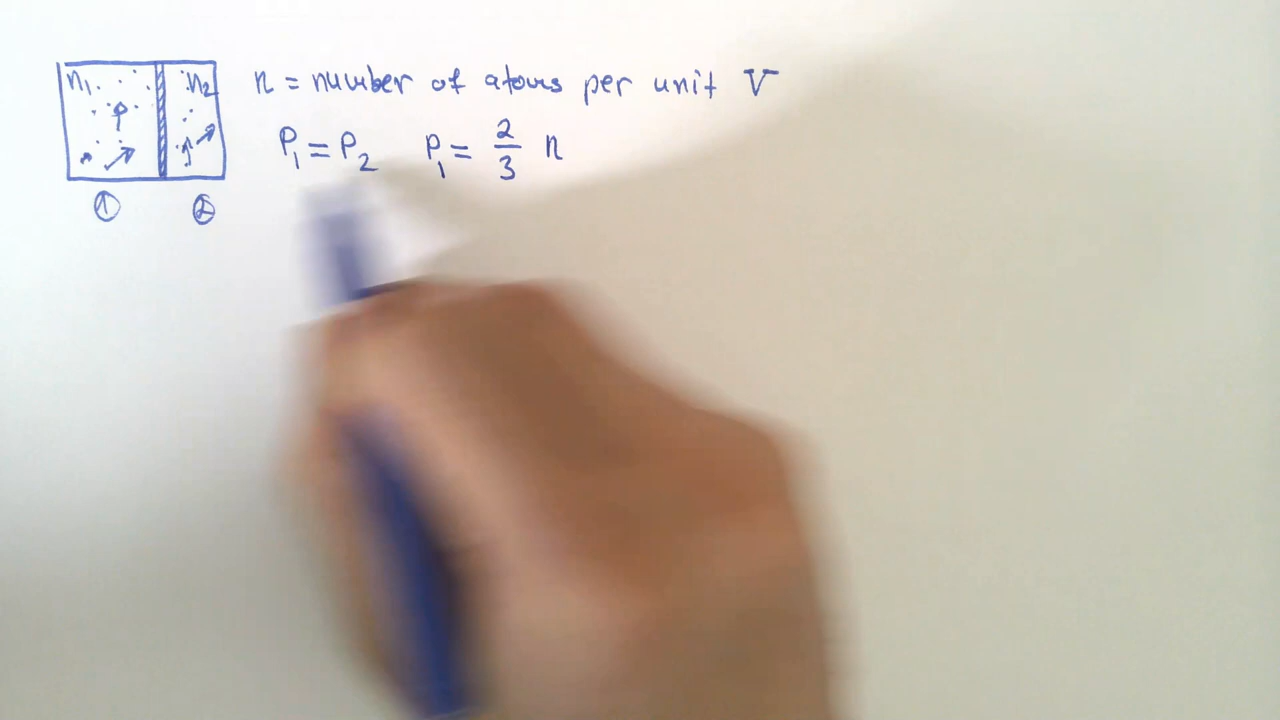 n₁ n₂ n = number of atoms per unit V
P₁ = P₂ P₁ = 2/3 n
① ②